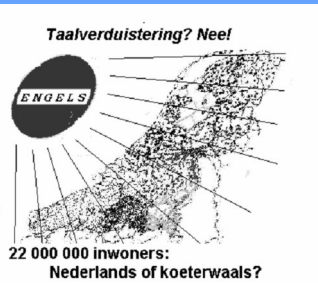 Taalverduistering? Nee!
ENGELS
22 000 000 inwoners:
Nederlands of koeterwaals?